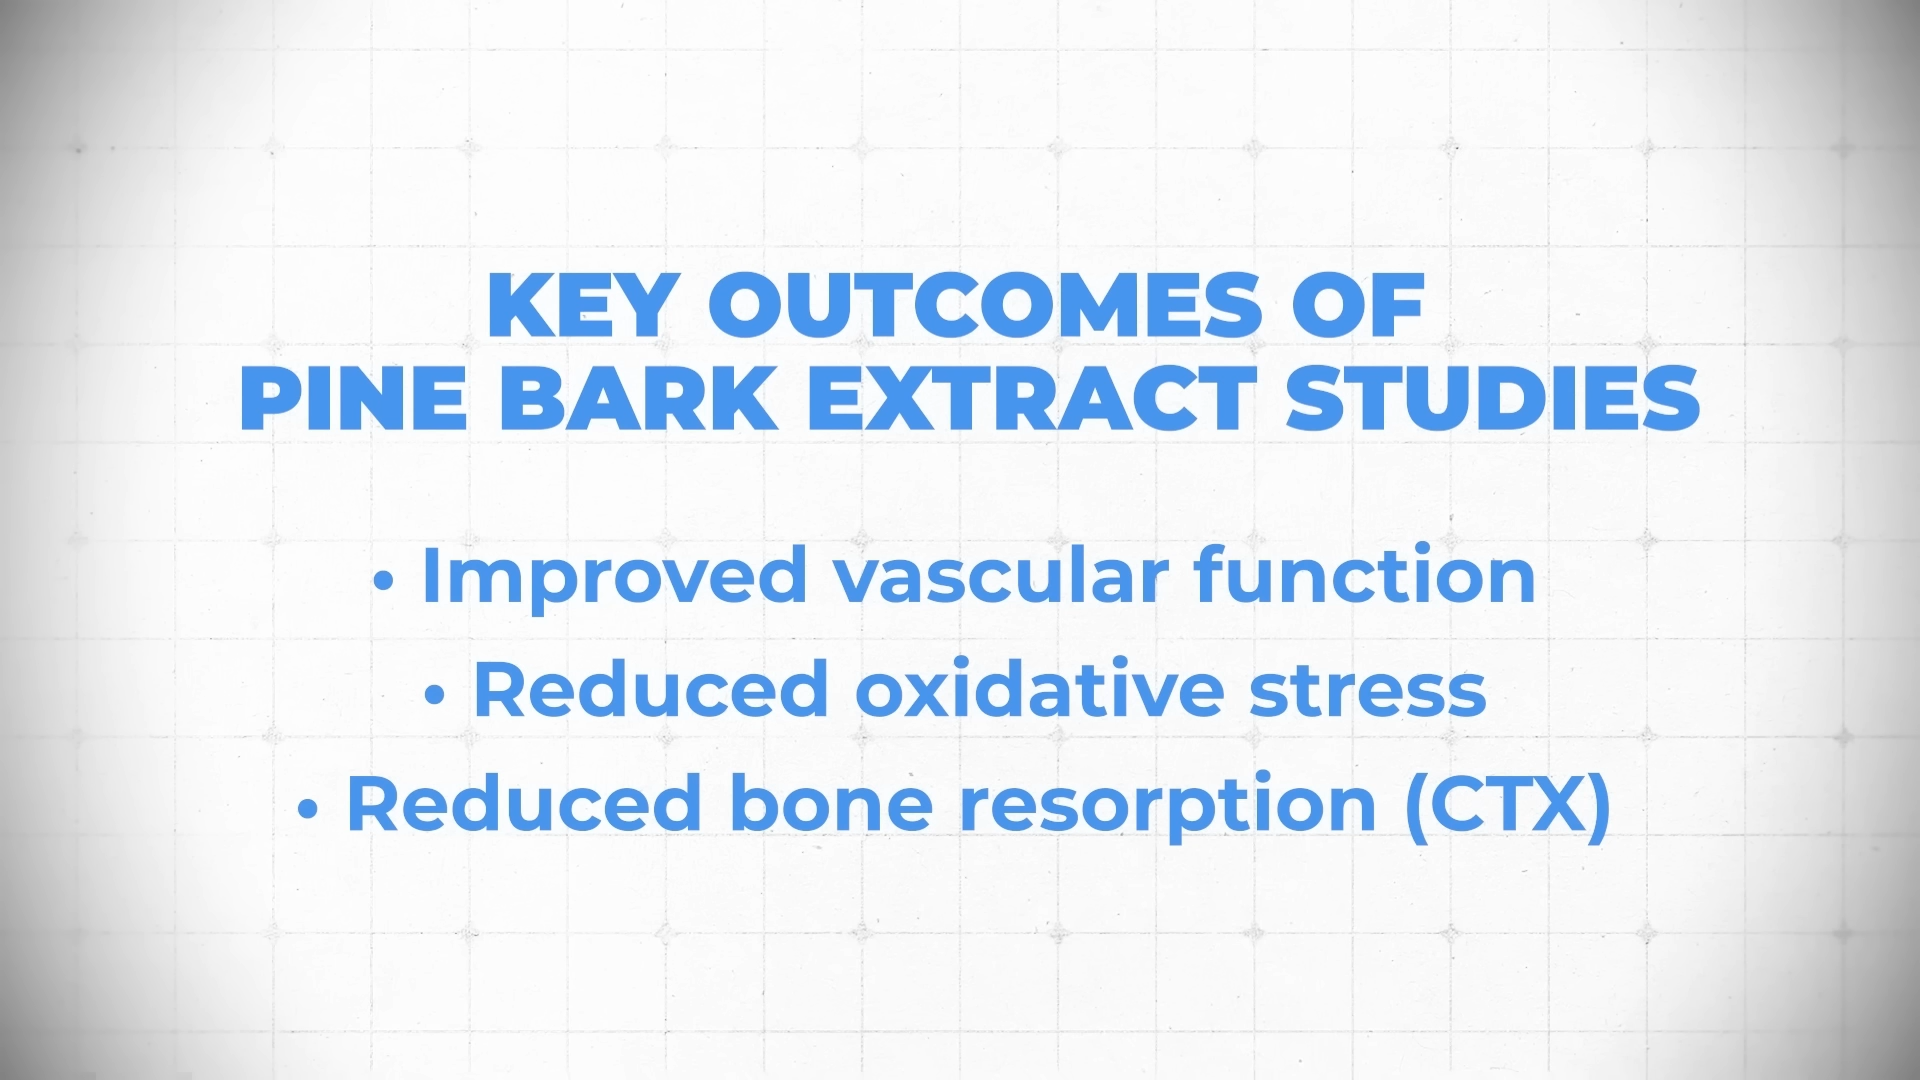 KEY OUTCOMES OF
PINE BARK EXTRACT STUDIES
• Improved vascular function
• Reduced oxidative stress
• Reduced bone resorption (CTX)